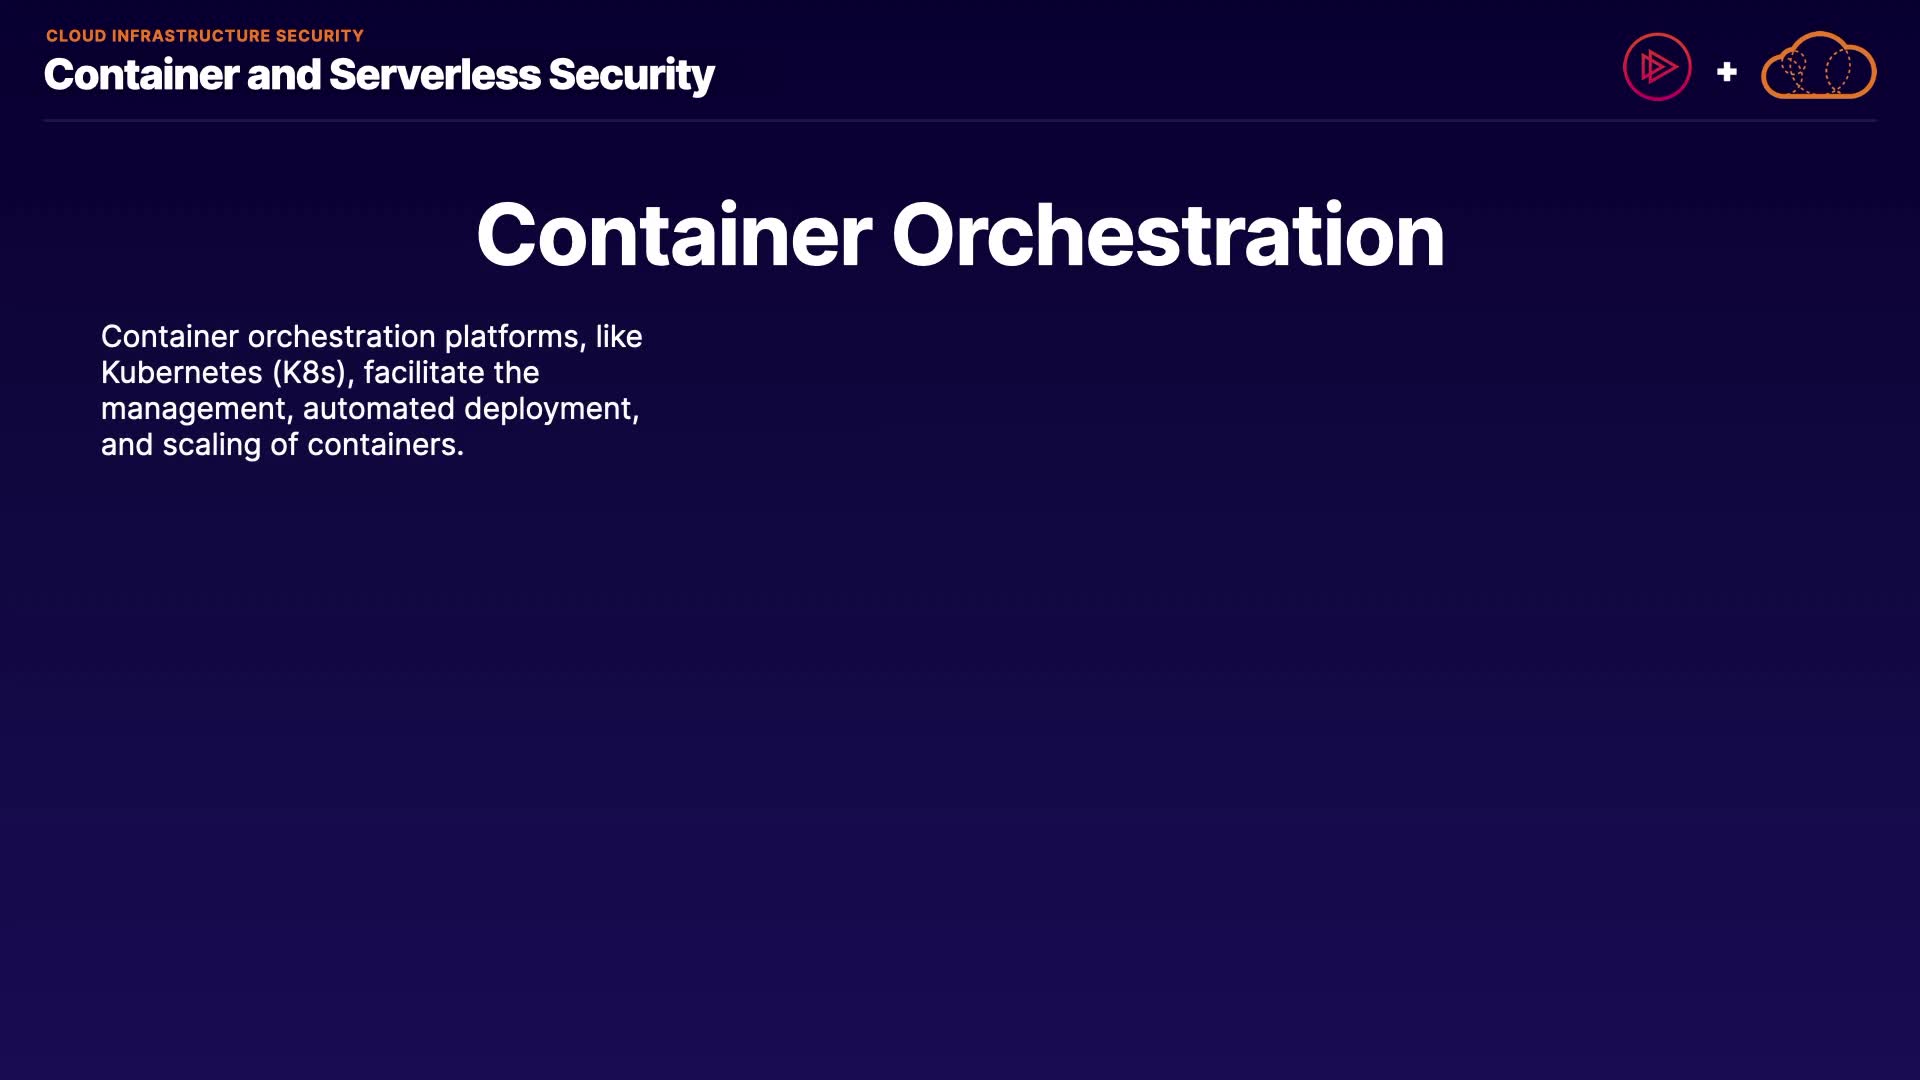 CLOUD INFRASTRUCTURE SECURITY
Container and Serverless Security
Container Orchestration
Container orchestration platforms, like
Kubernetes (K8s), facilitate the
management, automated deployment,
and scaling of containers.